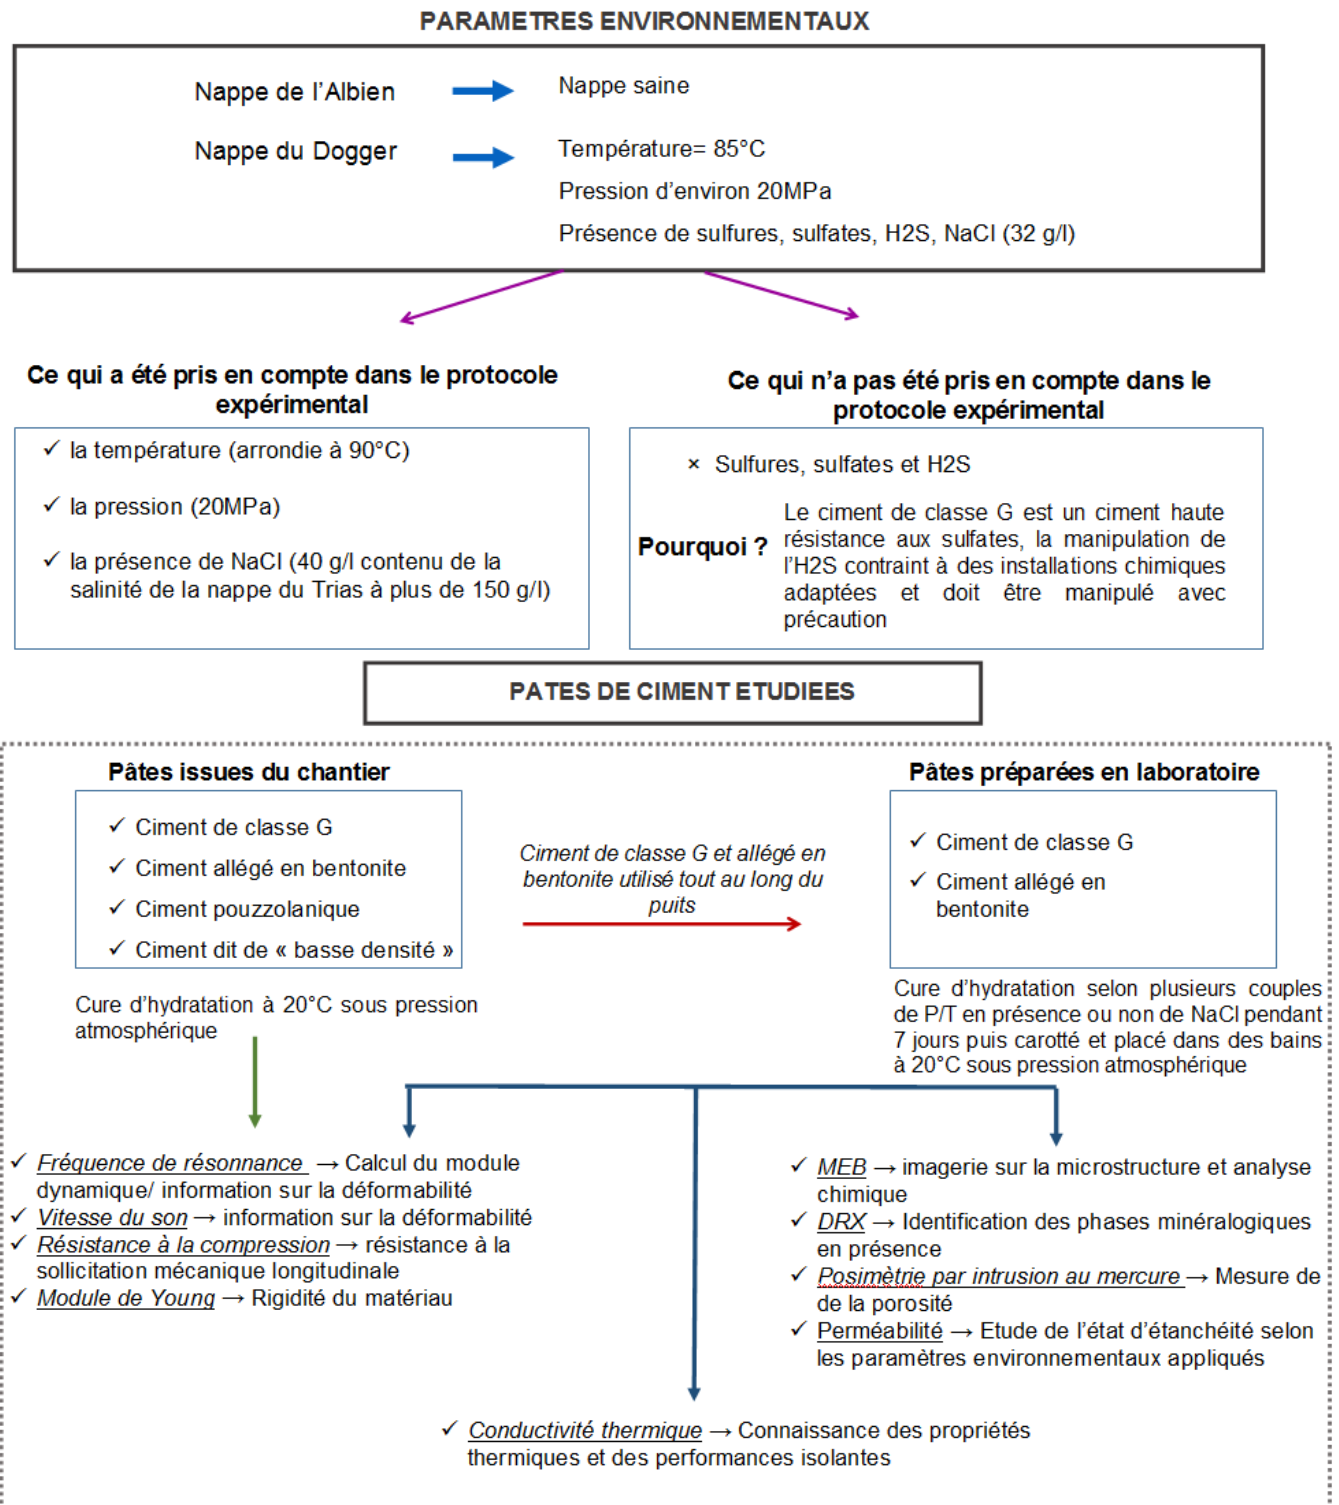 PARAMETRES ENVIRONNEMENTAUX
Nappe de l'Albien
Nappe saine
Nappe du Dogger
Température= 85°C
Pression d'environ 20MPa
Présence de sulfures, sulfates, H2S, NaCl (32 g/l)
Ce qui a été pris en compte dans le protocole
expérimental
✓ la température (arrondie à 90°C)
✓ la pression (20MPa)
✓ la présence de NaCl (40 g/l contenu de la
salinité de la nappe du Trias à plus de 150 g/l)
Ce qui n'a pas été pris en compte dans le
protocole expérimental
× Sulfures, sulfates et H2S
Pourquoi ?
Le ciment de classe G est un ciment haute
résistance aux sulfates, la manipulation de
l'H2S contraint à des installations chimiques
adaptées et doit être manipulé avec
précaution
PATES DE CIMENT ETUDIEES
Pâtes issues du chantier
✓ Ciment de classe G
✓ Ciment allégé en bentonite
✓ Ciment pouzzolanique
✓ Ciment dit de « basse densité »
Cure d'hydratation à 20°C sous pression
atmosphérique
Ciment de classe G et allégé en
bentonite utilisé tout au long du
puits
Pâtes préparées en laboratoire
✓ Ciment de classe G
✓ Ciment allégé en
bentonite
Cure d'hydratation selon plusieurs couples
de P/T en présence ou non de NaCl pendant
7 jours puis carotté et placé dans des bains
à 20°C sous pression atmosphérique
✓ Fréquence de résonnance → Calcul du module
dynamique/ information sur la déformabilité
✓ Vitesse du son → information sur la déformabilité
✓ Résistance à la compression → résistance à la
sollicitation mécanique longitudinale
✓ Module de Young → Rigidité du matériau
✓ MEB → imagerie sur la microstructure et analyse
chimique
✓ DRX → Identification des phases minéralogiques
en présence
✓ Posimètrie par intrusion au mercure → Mesure de
de la porosité
✓ Perméabilité → Etude de l'état d'étanchéité selon
les paramètres environnementaux appliqués
✓ Conductivité thermique → Connaissance des propriétés
thermiques et des performances isolantes